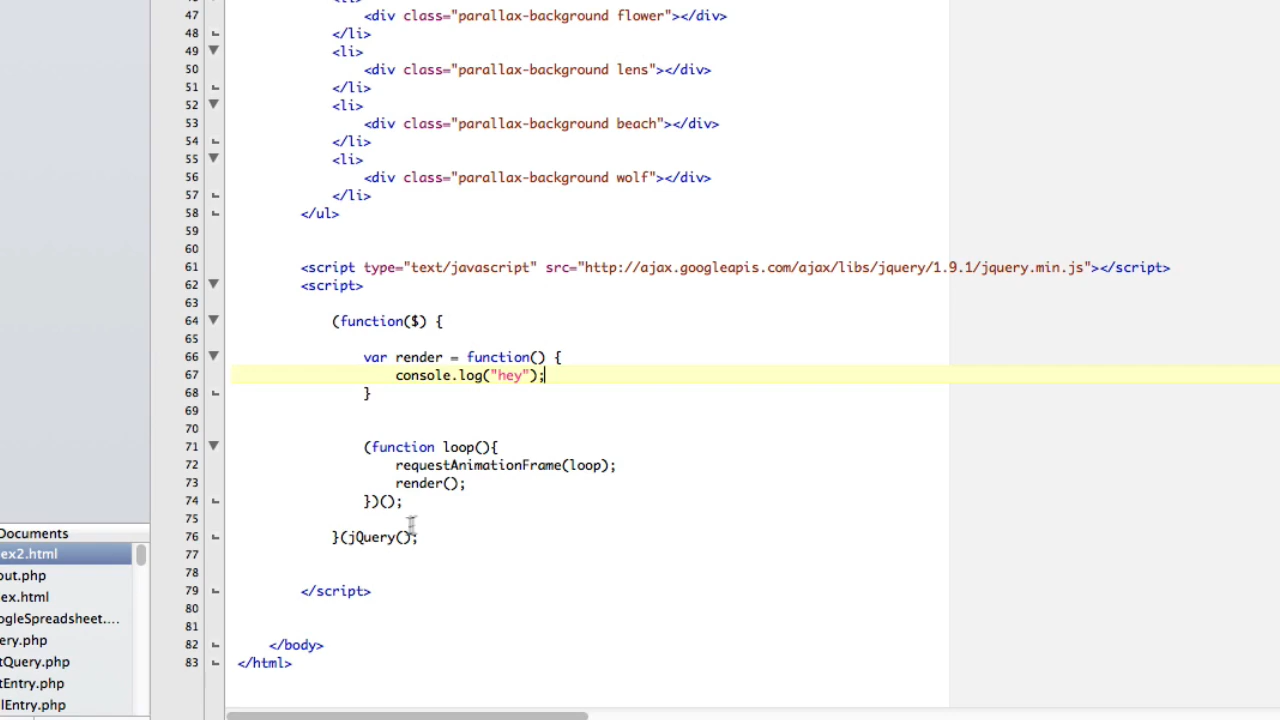 47 <div class="parallax-background flower"></div>
48 </li>
49 <li>
50 <div class="parallax-background lens"></div>
51 </li>
52 <li>
53 <div class="parallax-background beach"></div>
54 </li>
55 <li>
56 <div class="parallax-background wolf"></div>
57 </li>
58 </ul>
59
60
61 <script type="text/javascript" src="http://ajax.googleapis.com/ajax/libs/jquery/1.9.1/jquery.min.js"></script>
62 <script>
63
64 (function($) {
65
66 var render = function() {
67 console.log("hey");
68 }
69
70
71 (function loop(){
72 requestAnimationFrame(loop);
73 render();
74 })();
75
76 }(jQuery();
77
78
79 </script>
80
81
82 </body>
83 </html>
Documents
ex2.html
out.php
ex.html
ogleSpreadsheet....
ery.php
tQuery.php
tEntry.php
lEntry.php